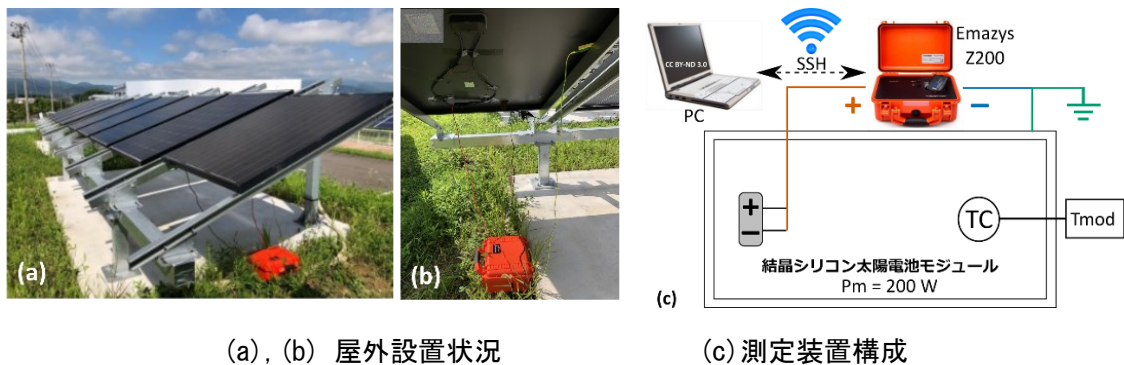 (a)
(b)
CC BY-ND 3.0
PC
SSH
Emazys
Z200
+
−
+
−
TC
Tmod
結晶シリコン太陽電池モジュール
Pm = 200 W
(c)
(a), (b) 屋外設置状況
(c) 測定装置構成